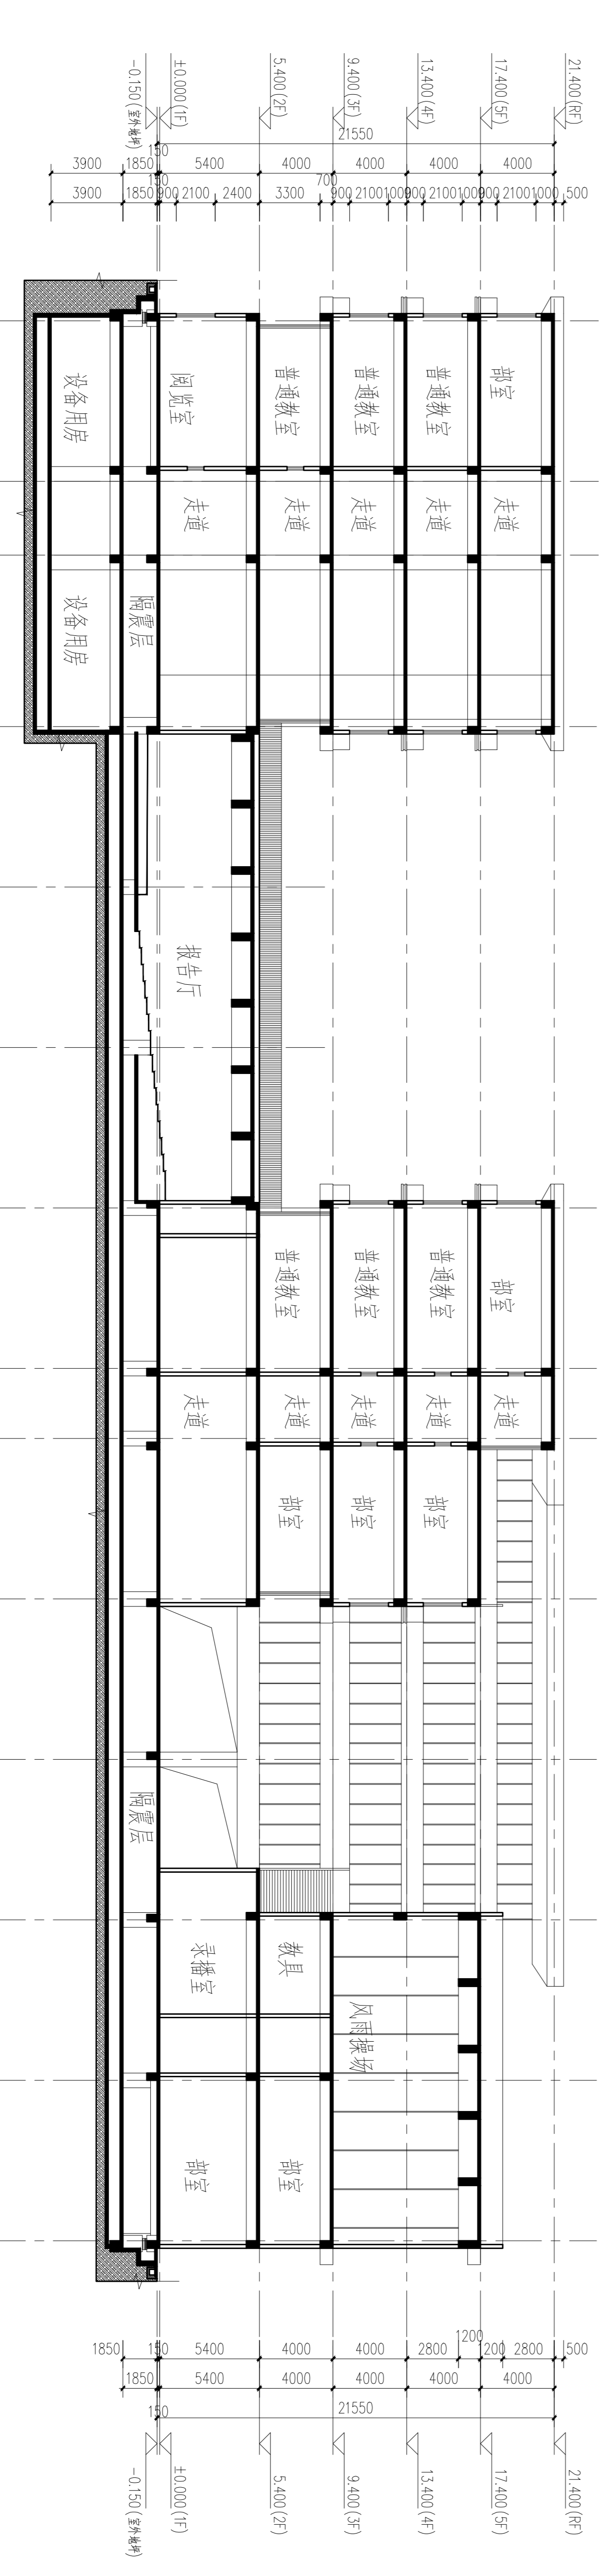 21.400 (RF)
17.400 (5F)
13.400 (4F)
9.400 (3F)
5.400 (2F)
±0.000 (1F)
-0.150 (室外地坪)
21550
150
4000
4000
4000
4000
5400
1850
3900
500
1000
2100
900
1000
2100
900
1000
2100
900
700
3300
2400
2100
900
150
1850
3900
部室
走道
部室
走道
普通教室
走道
普通教室
走道
部室
普通教室
走道
普通教室
走道
部室
风雨操场
普通教室
走道
普通教室
走道
部室
教具
部室
阅览室
走道
报告厅
走道
录播室
部室
隔震层
隔震层
设备用房
设备用房
500
2800
1200
1200
2800
4000
4000
5400
150
1850
4000
4000
4000
4000
5400
1850
21550
150
21.400 (RF)
17.400 (5F)
13.400 (4F)
9.400 (3F)
5.400 (2F)
±0.000 (1F)
-0.150 (室外地坪)